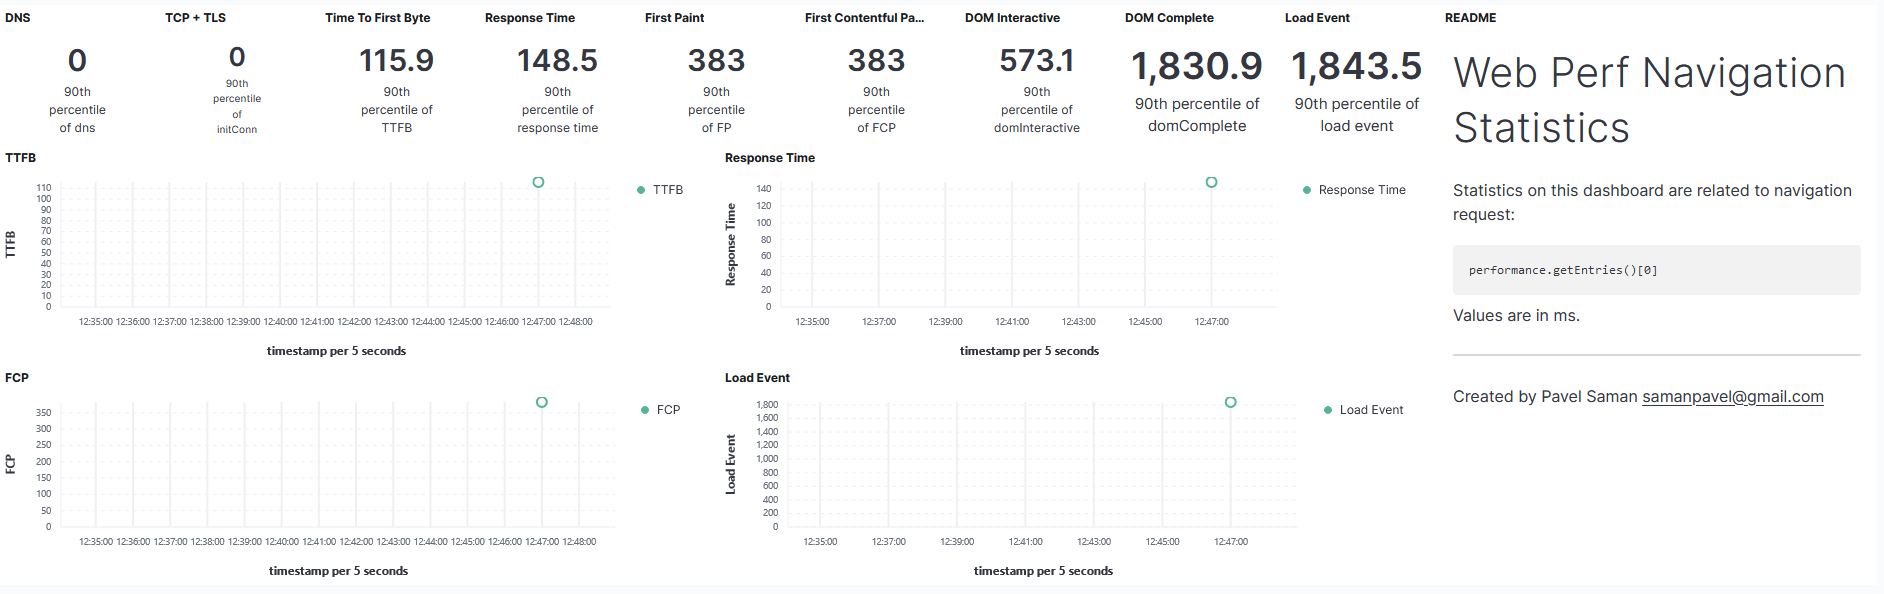 DNS
0
90th
percentile
of dns
TCP + TLS
0
90th
percentile
of
initConn
Time To First Byte
115.9
90th
percentile of
TTFB
Response Time
148.5
90th
percentile of
response time
First Paint
383
90th
percentile
of FP
First Contentful Pa...
383
90th
percentile
of FCP
DOM Interactive
573.1
90th
percentile of
domInteractive
DOM Complete
1,830.9
90th percentile of
domComplete
Load Event
1,843.5
90th percentile of
load event
README
Web Perf Navigation
Statistics
Statistics on this dashboard are related to navigation
request:
performance.getEntries()[0]
Values are in ms.
Created by Pavel Saman samanpavel@gmail.com
TTFB
TTFB
110
100
90
80
70
60
50
40
30
20
10
0
12:35:00 12:36:00 12:37:00 12:38:00 12:39:00 12:40:00 12:41:00 12:42:00 12:43:00 12:44:00 12:45:00 12:46:00 12:47:00 12:48:00
timestamp per 5 seconds
TTFB
Response Time
Response Time
140
120
100
80
60
40
20
0
12:35:00 12:37:00 12:39:00 12:41:00 12:43:00 12:45:00 12:47:00
timestamp per 5 seconds
Response Time
FCP
FCP
350
300
250
200
150
100
50
0
12:35:00 12:36:00 12:37:00 12:38:00 12:39:00 12:40:00 12:41:00 12:42:00 12:43:00 12:44:00 12:45:00 12:46:00 12:47:00 12:48:00
timestamp per 5 seconds
FCP
Load Event
Load Event
1,800
1,600
1,400
1,200
1,000
800
600
400
200
0
12:35:00 12:37:00 12:39:00 12:41:00 12:43:00 12:45:00 12:47:00
timestamp per 5 seconds
Load Event